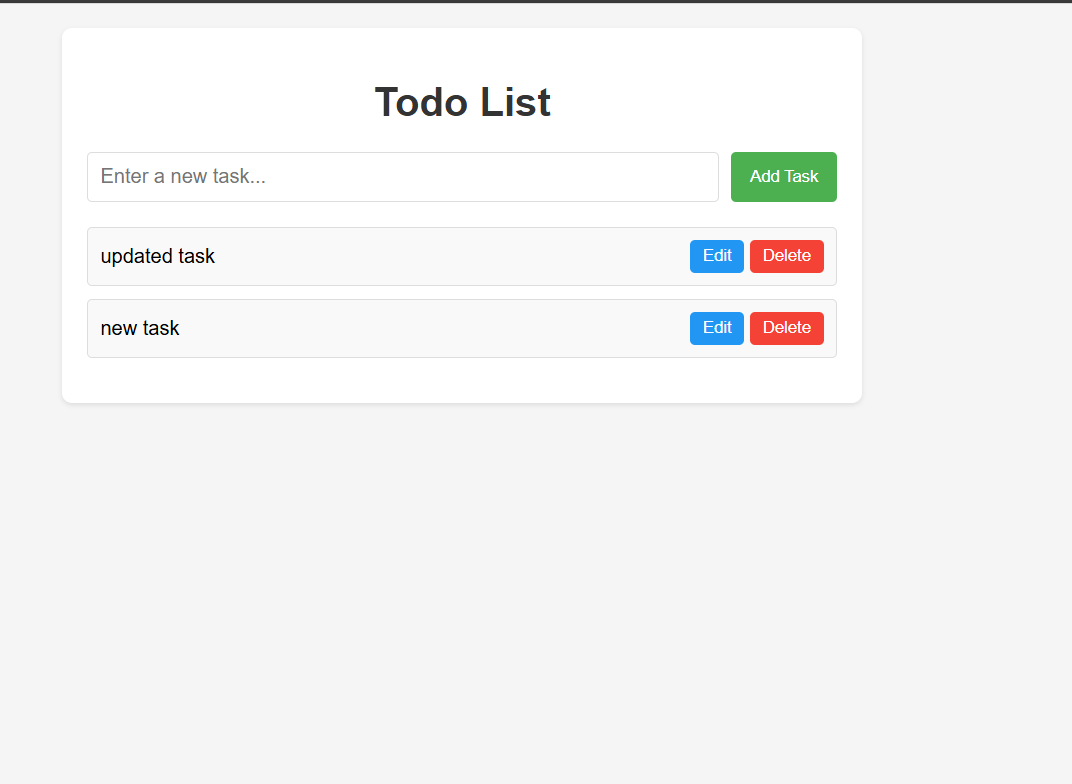 Todo List
Enter a new task...
Add Task
updated task
Edit
Delete
new task
Edit
Delete